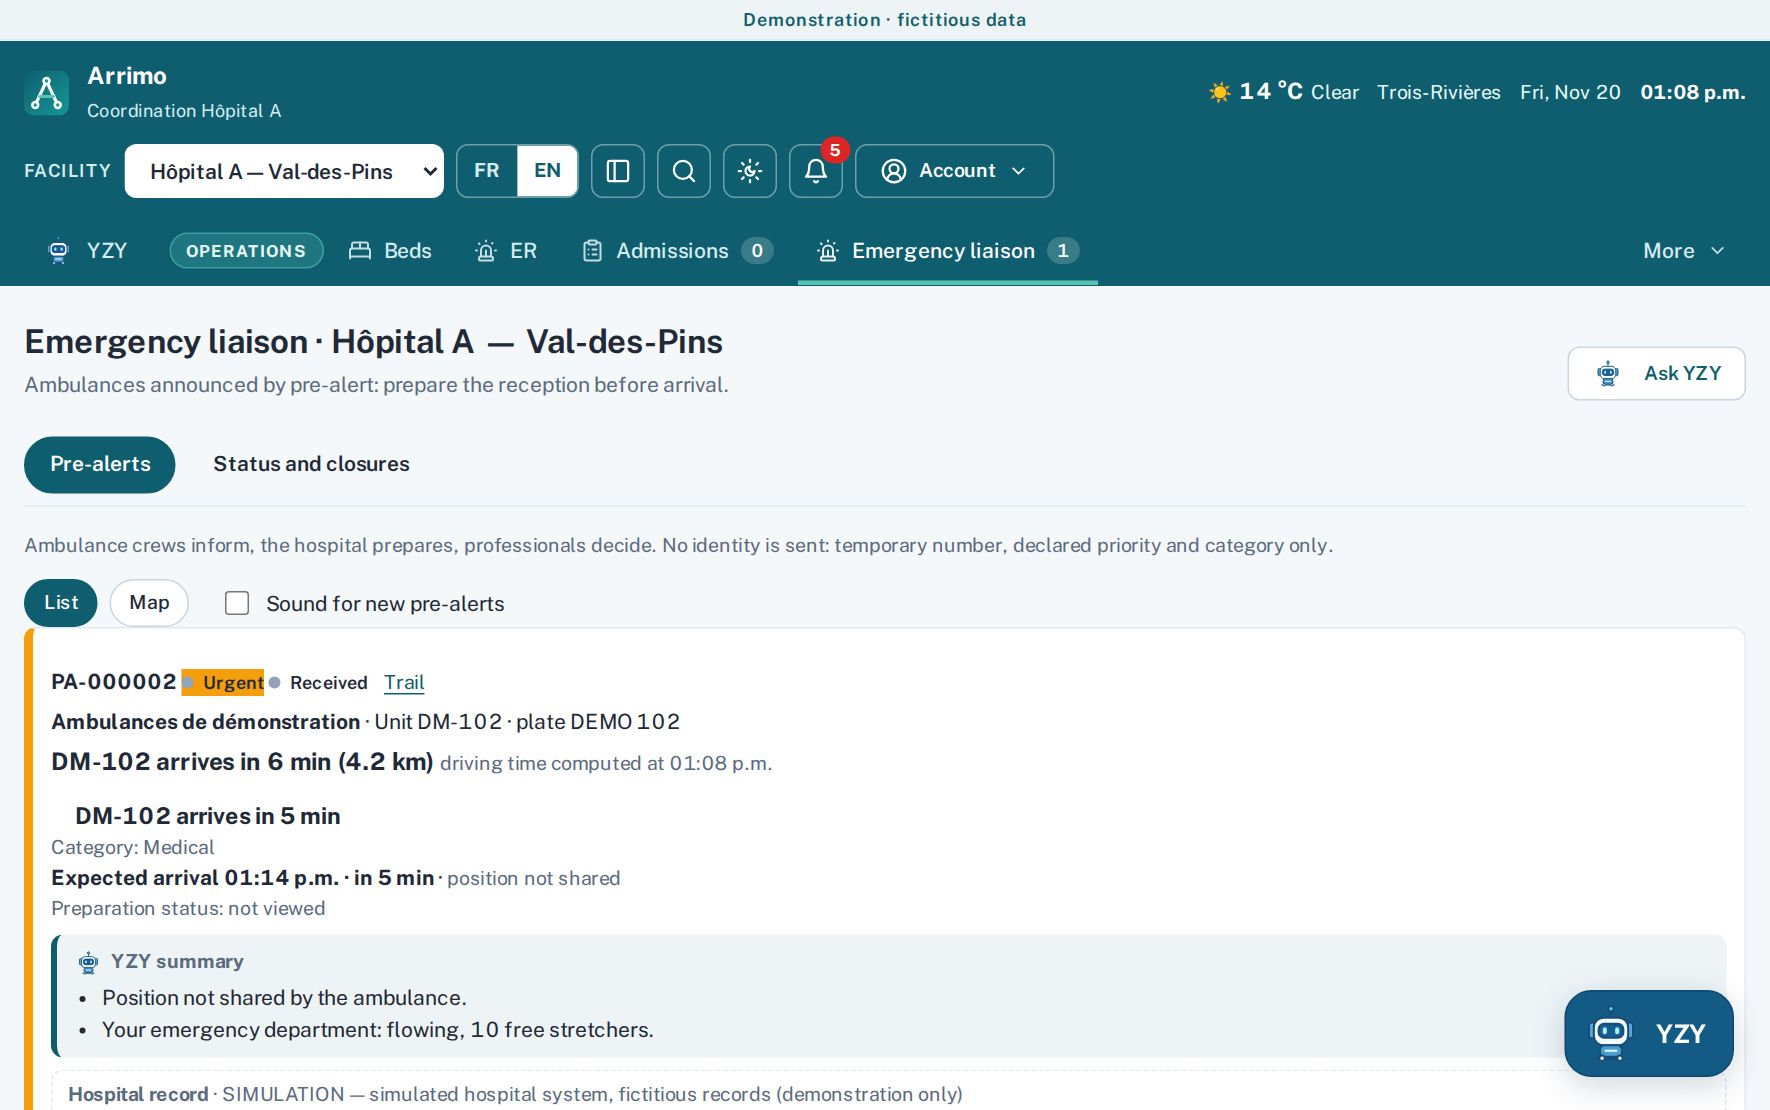 Demonstration · fictitious data
Arrimo
Coordination Hôpital A
14 °C Clear Trois-Rivières Fri, Nov 20 01:08 p.m.
FACILITY Hôpital A — Val-des-Pins FR EN 5 Account
YZY OPERATIONS Beds ER Admissions 0 Emergency liaison 1 More
Emergency liaison · Hôpital A — Val-des-Pins
Ambulances announced by pre-alert: prepare the reception before arrival.
Ask YZY
Pre-alerts Status and closures
Ambulance crews inform, the hospital prepares, professionals decide. No identity is sent: temporary number, declared priority and category only.
List Map Sound for new pre-alerts
PA-000002 Urgent Received Trail
Ambulances de démonstration · Unit DM-102 · plate DEMO 102
DM-102 arrives in 6 min (4.2 km) driving time computed at 01:08 p.m.
DM-102 arrives in 5 min
Category: Medical
Expected arrival 01:14 p.m. · in 5 min · position not shared
Preparation status: not viewed
YZY summary
• Position not shared by the ambulance.
• Your emergency department: flowing, 10 free stretchers.
YZY
Hospital record · SIMULATION — simulated hospital system, fictitious records (demonstration only)